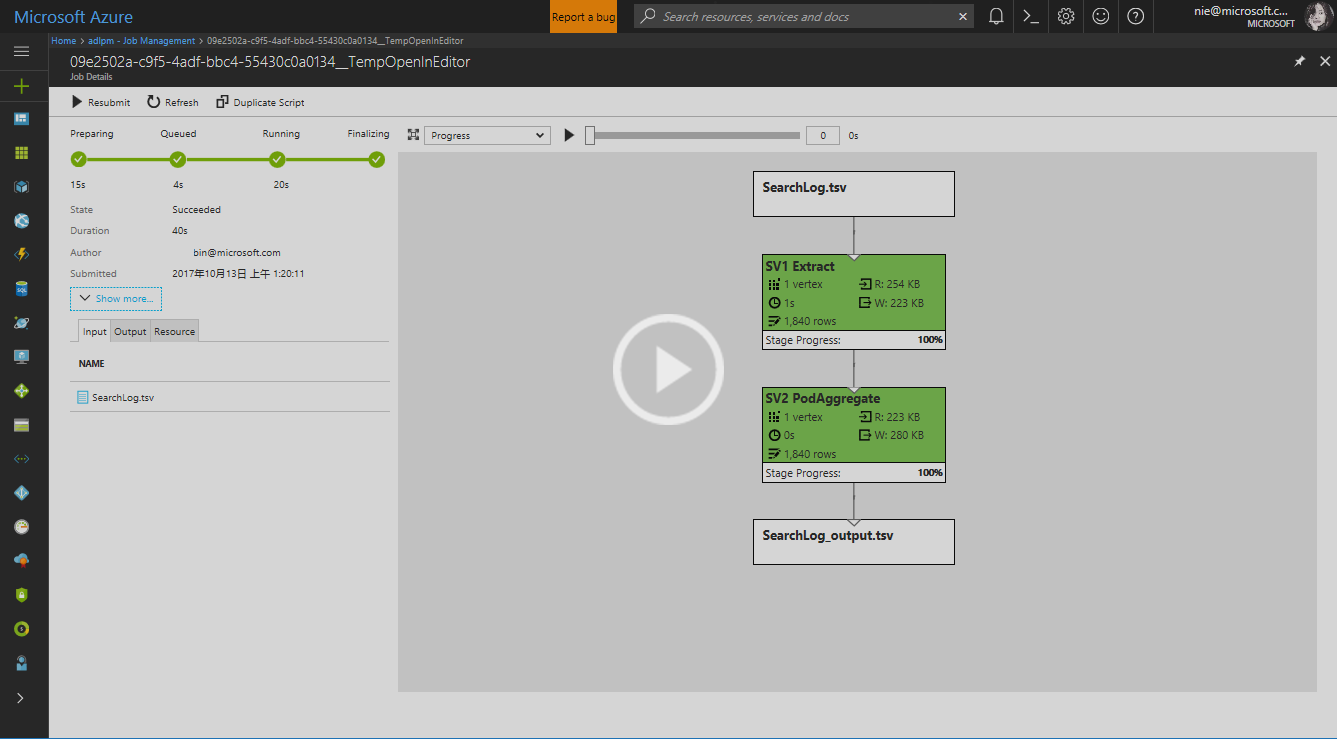 Microsoft Azure
Report a bug
Search resources, services and docs
nie@microsoft.c...
MICROSOFT
Home > adlpm - Job Management > 09e2502a-c9f5-4adf-bbc4-55430c0a0134__TempOpenInEditor
09e2502a-c9f5-4adf-bbc4-55430c0a0134__TempOpenInEditor
Job Details
Resubmit Refresh Duplicate Script
Preparing Queued Running Finalizing
15s 4s 20s
State Succeeded
Duration 40s
Author bin@microsoft.com
Submitted 2017年10月13日 上午 1:20:11
Show more...
Input Output Resource
NAME
SearchLog.tsv
Progress 0 0s
SearchLog.tsv
SV1 Extract
1 vertex R: 254 KB
1s W: 223 KB
1,840 rows
Stage Progress: 100%
SV2 PodAggregate
1 vertex R: 223 KB
0s W: 280 KB
1,840 rows
Stage Progress: 100%
SearchLog_output.tsv